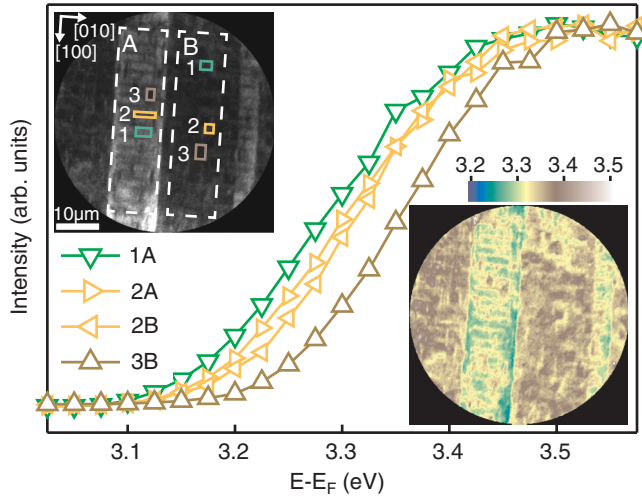 [010]
[100]
A
B
1
3
2
1
2
3
10μm
3.2 3.3 3.4 3.5
1A
2A
2B
3B
Intensity (arb. units)
3.1 3.2 3.3 3.4 3.5
E-E_F (eV)